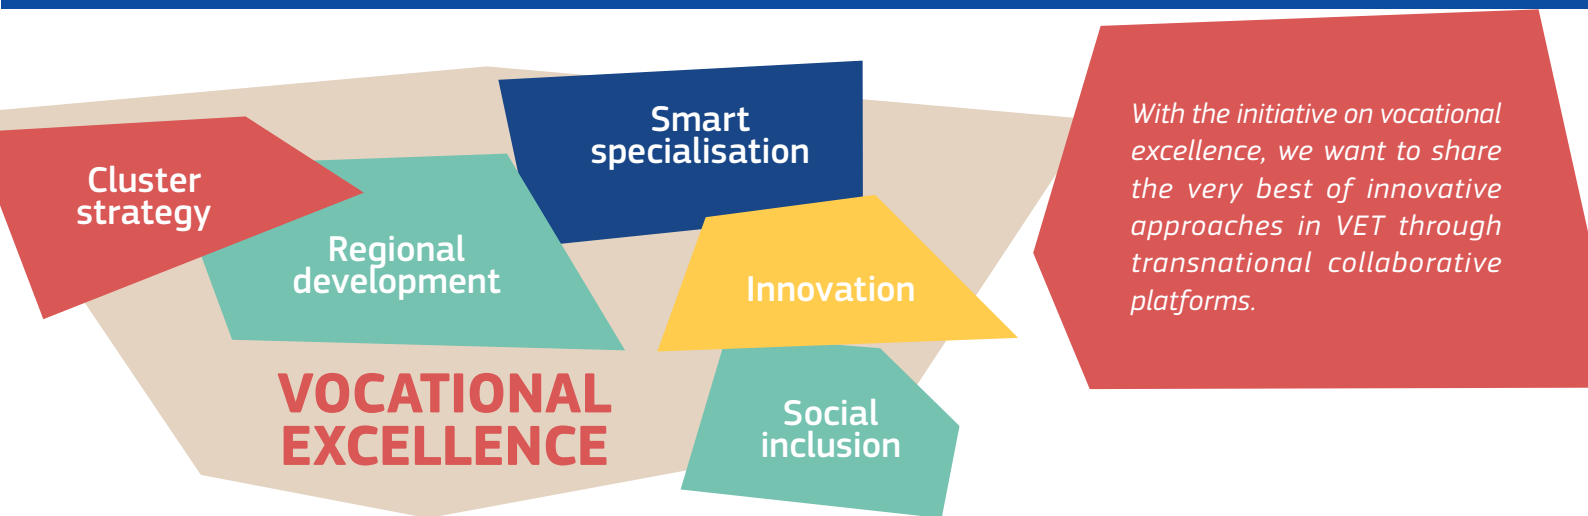 Cluster
strategy
Regional
development
Smart
specialisation
Innovation
Social
inclusion
VOCATIONAL
EXCELLENCE
With the initiative on vocational
excellence, we want to share
the very best of innovative
approaches in VET through
transnational collaborative
platforms.